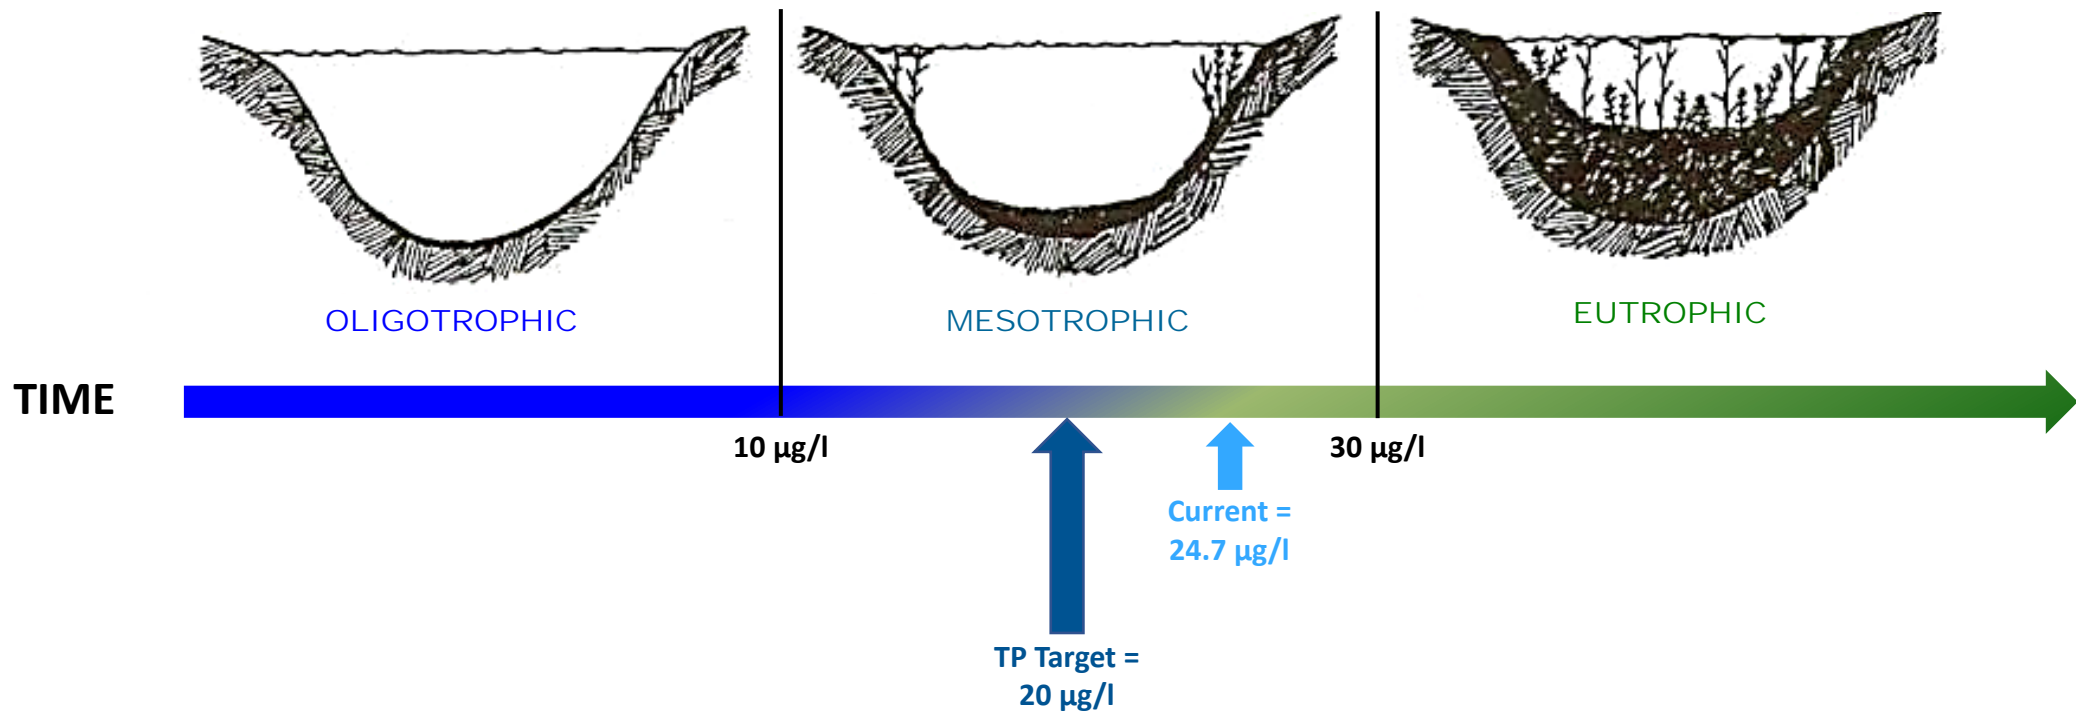 OLIGOTROPHIC
MESOTROPHIC
EUTROPHIC
TIME
10 µg/l
30 µg/l
Current =
24.7 µg/l
TP Target =
20 µg/l